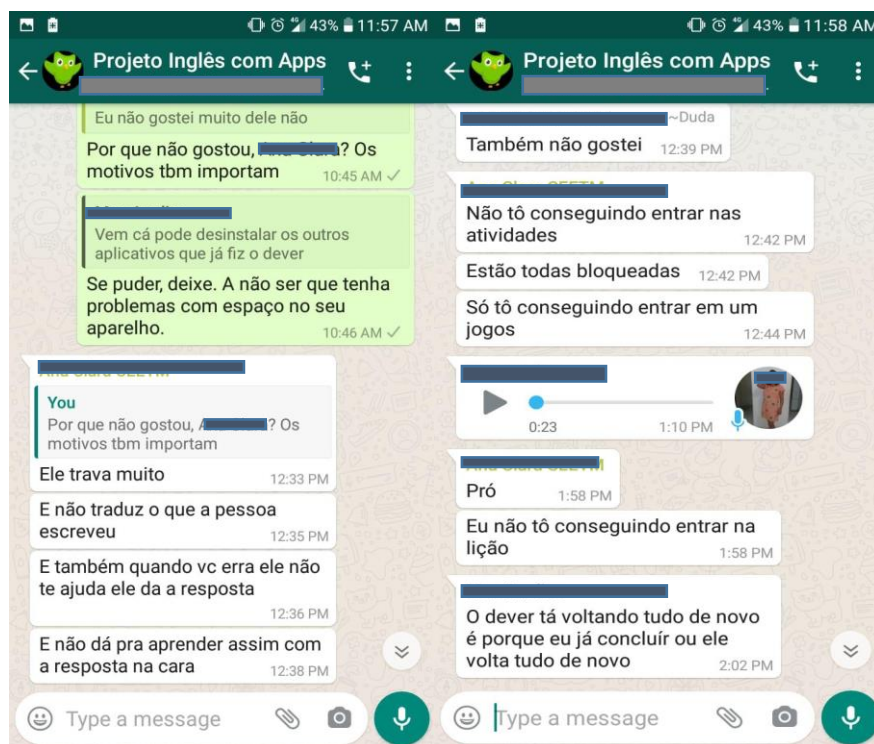 43% 11:57 AM
Projeto Inglês com Apps
Eu não gostei muito dele não
Por que não gostou, ? Os
motivos tbm importam
10:45 AM
Vem cá pode desinstalar os outros
aplicativos que já fiz o dever
Se puder, deixe. A não ser que tenha
problemas com espaço no seu
aparelho.
10:46 AM
You
Por que não gostou, ? Os
motivos tbm importam
Ele trava muito
12:33 PM
E não traduz o que a pessoa
escreveu
12:35 PM
E também quando vc erra ele não
te ajuda ele da a resposta
12:36 PM
E não dá pra aprender assim com
a resposta na cara
12:38 PM
Type a message
43% 11:58 AM
Projeto Inglês com Apps
~Duda
Também não gostei
12:39 PM
Não tô conseguindo entrar nas
atividades
12:42 PM
Estão todas bloqueadas
12:42 PM
Só tô conseguindo entrar em um
jogos
12:44 PM
0:23
1:10 PM
Pró
1:58 PM
Eu não tô conseguindo entrar na
lição
1:58 PM
O dever tá voltando tudo de novo
é porque eu já concluír ou ele
volta tudo de novo
2:02 PM
Type a message